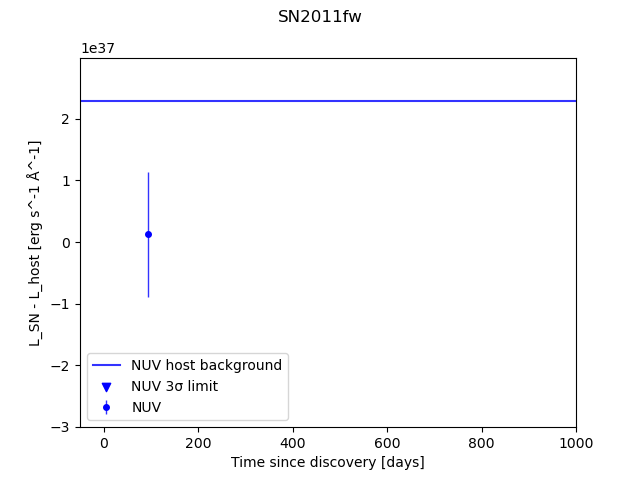 SN2011fw
1e37
2
1
0
−1
−2
−3
L_SN - L_host [erg s^-1 Å^-1]
NUV host background
NUV 3σ limit
NUV
0 200 400 600 800 1000
Time since discovery [days]